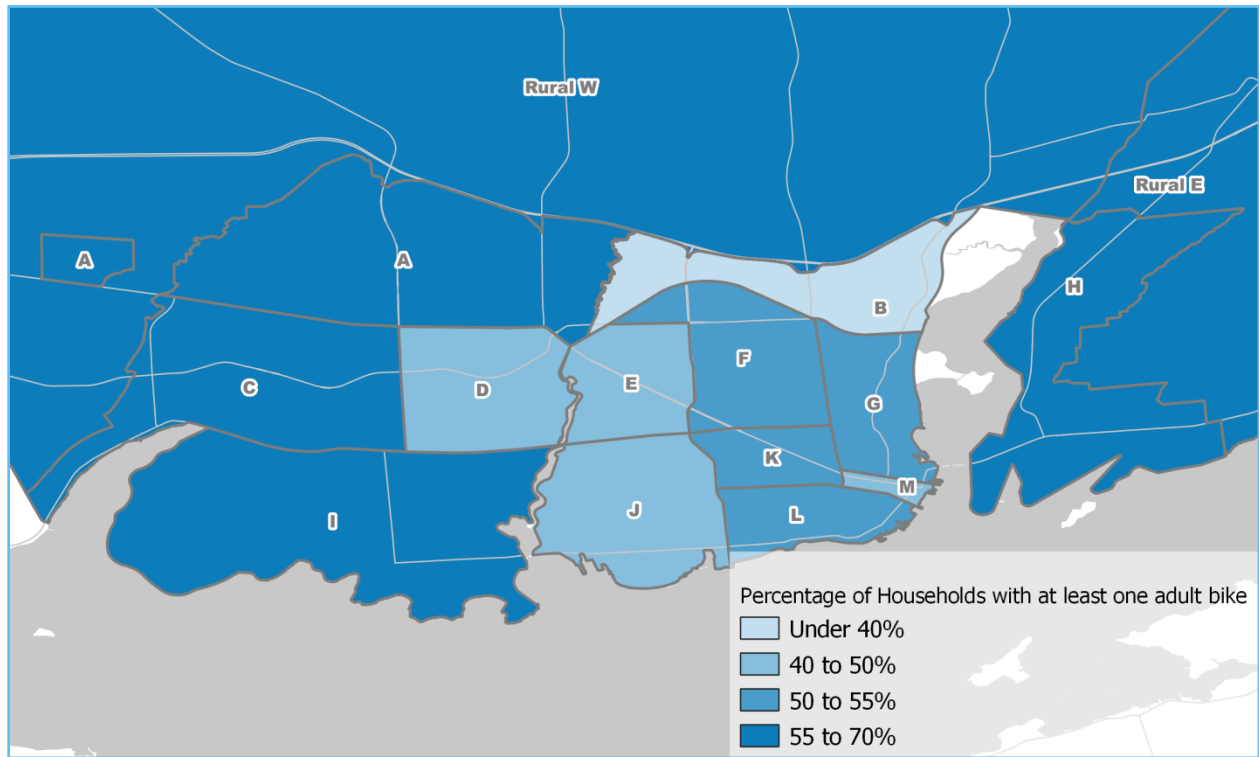 Rural W
Rural E
A
A
H
B
F
C
D
E
G
K
M
I
J
L
Percentage of Households with at least one adult bike
Under 40%
40 to 50%
50 to 55%
55 to 70%